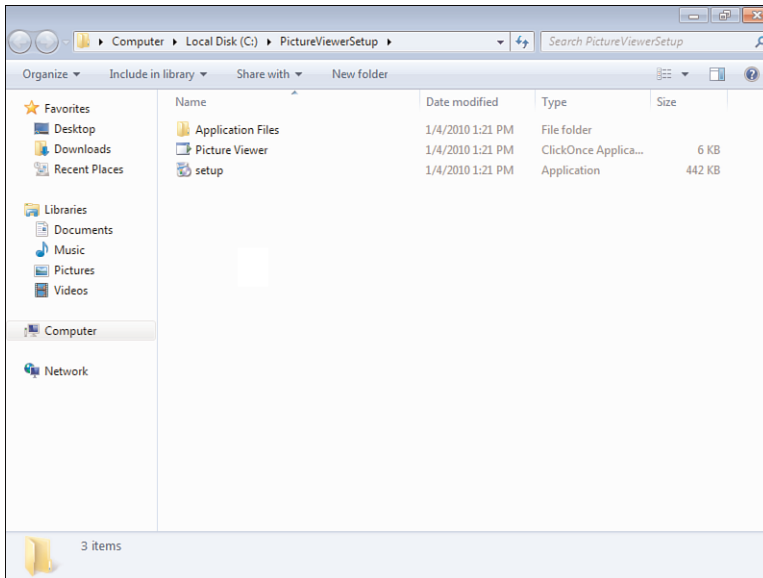 Computer Local Disk (C:) PictureViewerSetup Search PictureViewerSetup
Organize Include in library Share with New folder
Favorites
Desktop
Downloads
Recent Places
Libraries
Documents
Music
Pictures
Videos
Computer
Network
Name Date modified Type Size
Application Files 1/4/2010 1:21 PM File folder
Picture Viewer 1/4/2010 1:21 PM ClickOnce Applica... 6 KB
setup 1/4/2010 1:21 PM Application 442 KB
3 items